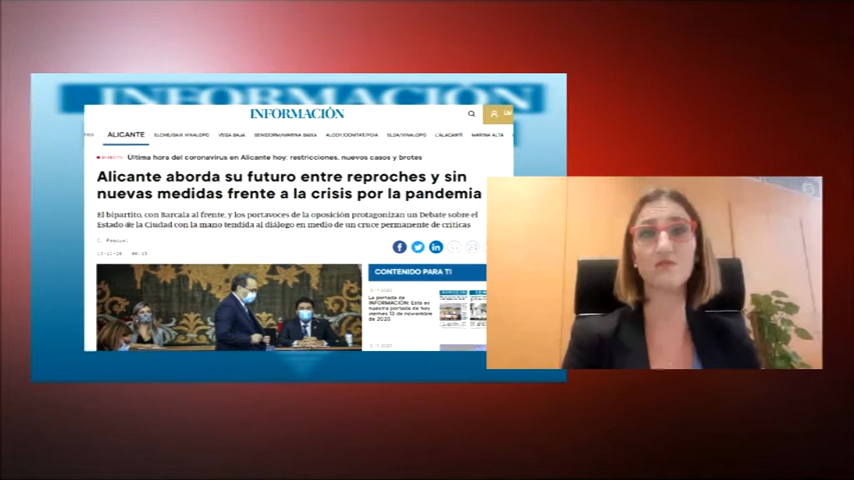 INFORMACIÓN
INFORMACIÓN
ALICANTE ELCHE/BAIX VINALOPÓ VEGA BAJA BENIDORM/MARINA BAIXA ALCOY/CONTATÓPIA ELDA/VINALOPÓ L'ALACANTÍ MARINA ALTA
Última hora del coronavirus en Alicante hoy: restricciones, nuevos casos y brotes
Alicante aborda su futuro entre reproches y sin
nuevas medidas frente a la crisis por la pandemia
El bipartito, con Barcala al frente, y los portavoces de la oposición protagonizan un Debate sobre el
Estado de la Ciudad con la mano tendida al diálogo en medio de un cruce permanente de críticas
C. Pascual
CONTENIDO PARA TI
La portada de
INFORMACIÓN: Esta es
nuestra portada de hoy
viernes 13 de noviembre
de 2020